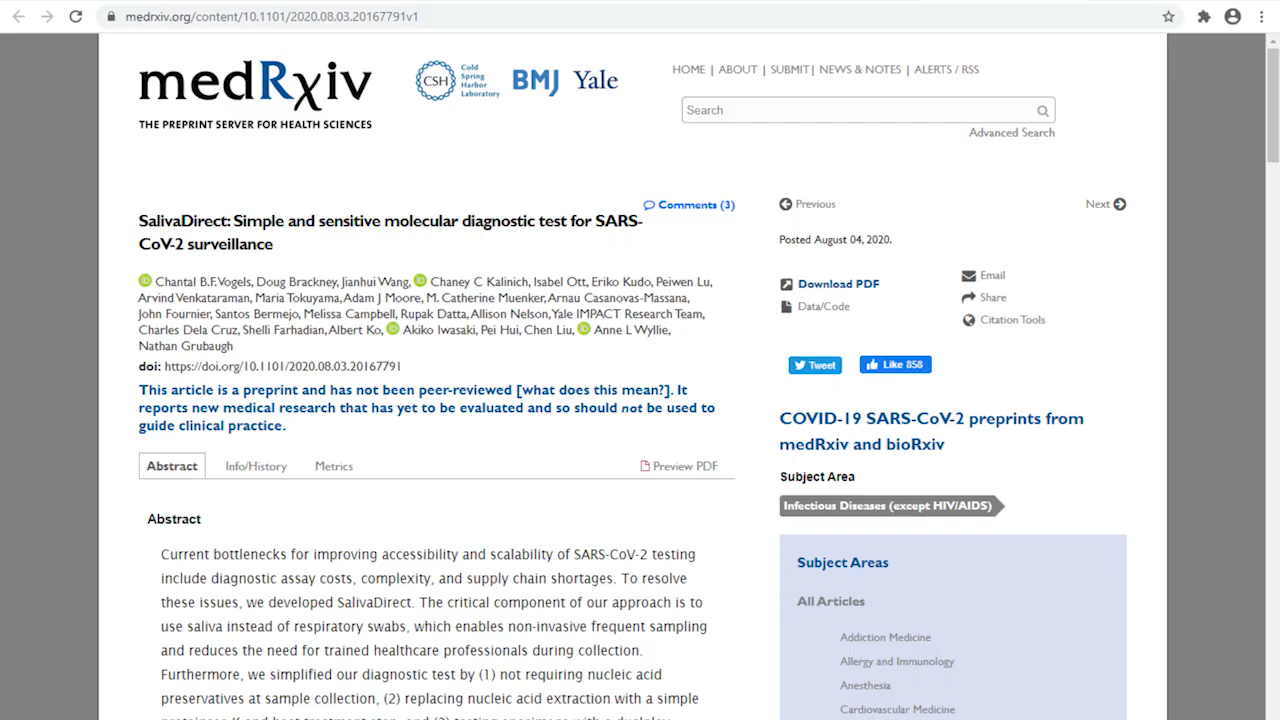 medrxiv.org/content/10.1101/2020.08.03.20167791v1
medRxiv
THE PREPRINT SERVER FOR HEALTH SCIENCES
CSH
Cold
Spring
Harbor
Laboratory
BMJ
Yale
HOME | ABOUT | SUBMIT | NEWS & NOTES | ALERTS / RSS
Search
Advanced Search
Comments (3)
SalivaDirect: Simple and sensitive molecular diagnostic test for SARS-
CoV-2 surveillance
iD Chantal B.F. Vogels, Doug Brackney, Jianhui Wang, iD Chaney C Kalinich, Isabel Ott, Eriko Kudo, Peiwen Lu,
Arvind Venkataraman, Maria Tokuyama, Adam J Moore, M. Catherine Muenker, Arnau Casanovas-Massana,
John Fournier, Santos Bermejo, Melissa Campbell, Rupak Datta, Allison Nelson, Yale IMPACT Research Team,
Charles Dela Cruz, Shelli Farhadian, Albert Ko, iD Akiko Iwasaki, Pei Hui, Chen Liu, iD Anne L Wyllie,
Nathan Grubaugh
doi: https://doi.org/10.1101/2020.08.03.20167791
This article is a preprint and has not been peer-reviewed [what does this mean?]. It
reports new medical research that has yet to be evaluated and so should not be used to
guide clinical practice.
Abstract
Info/History
Metrics
Preview PDF
Abstract
Current bottlenecks for improving accessibility and scalability of SARS-CoV-2 testing
include diagnostic assay costs, complexity, and supply chain shortages. To resolve
these issues, we developed SalivaDirect. The critical component of our approach is to
use saliva instead of respiratory swabs, which enables non-invasive frequent sampling
and reduces the need for trained healthcare professionals during collection.
Furthermore, we simplified our diagnostic test by (1) not requiring nucleic acid
preservatives at sample collection, (2) replacing nucleic acid extraction with a simple
Previous
Next
Posted August 04, 2020.
Download PDF
Data/Code
Email
Share
Citation Tools
Tweet
Like 858
COVID-19 SARS-CoV-2 preprints from
medRxiv and bioRxiv
Subject Area
Infectious Diseases (except HIV/AIDS)
Subject Areas
All Articles
Addiction Medicine
Allergy and Immunology
Anesthesia
Cardiovascular Medicine